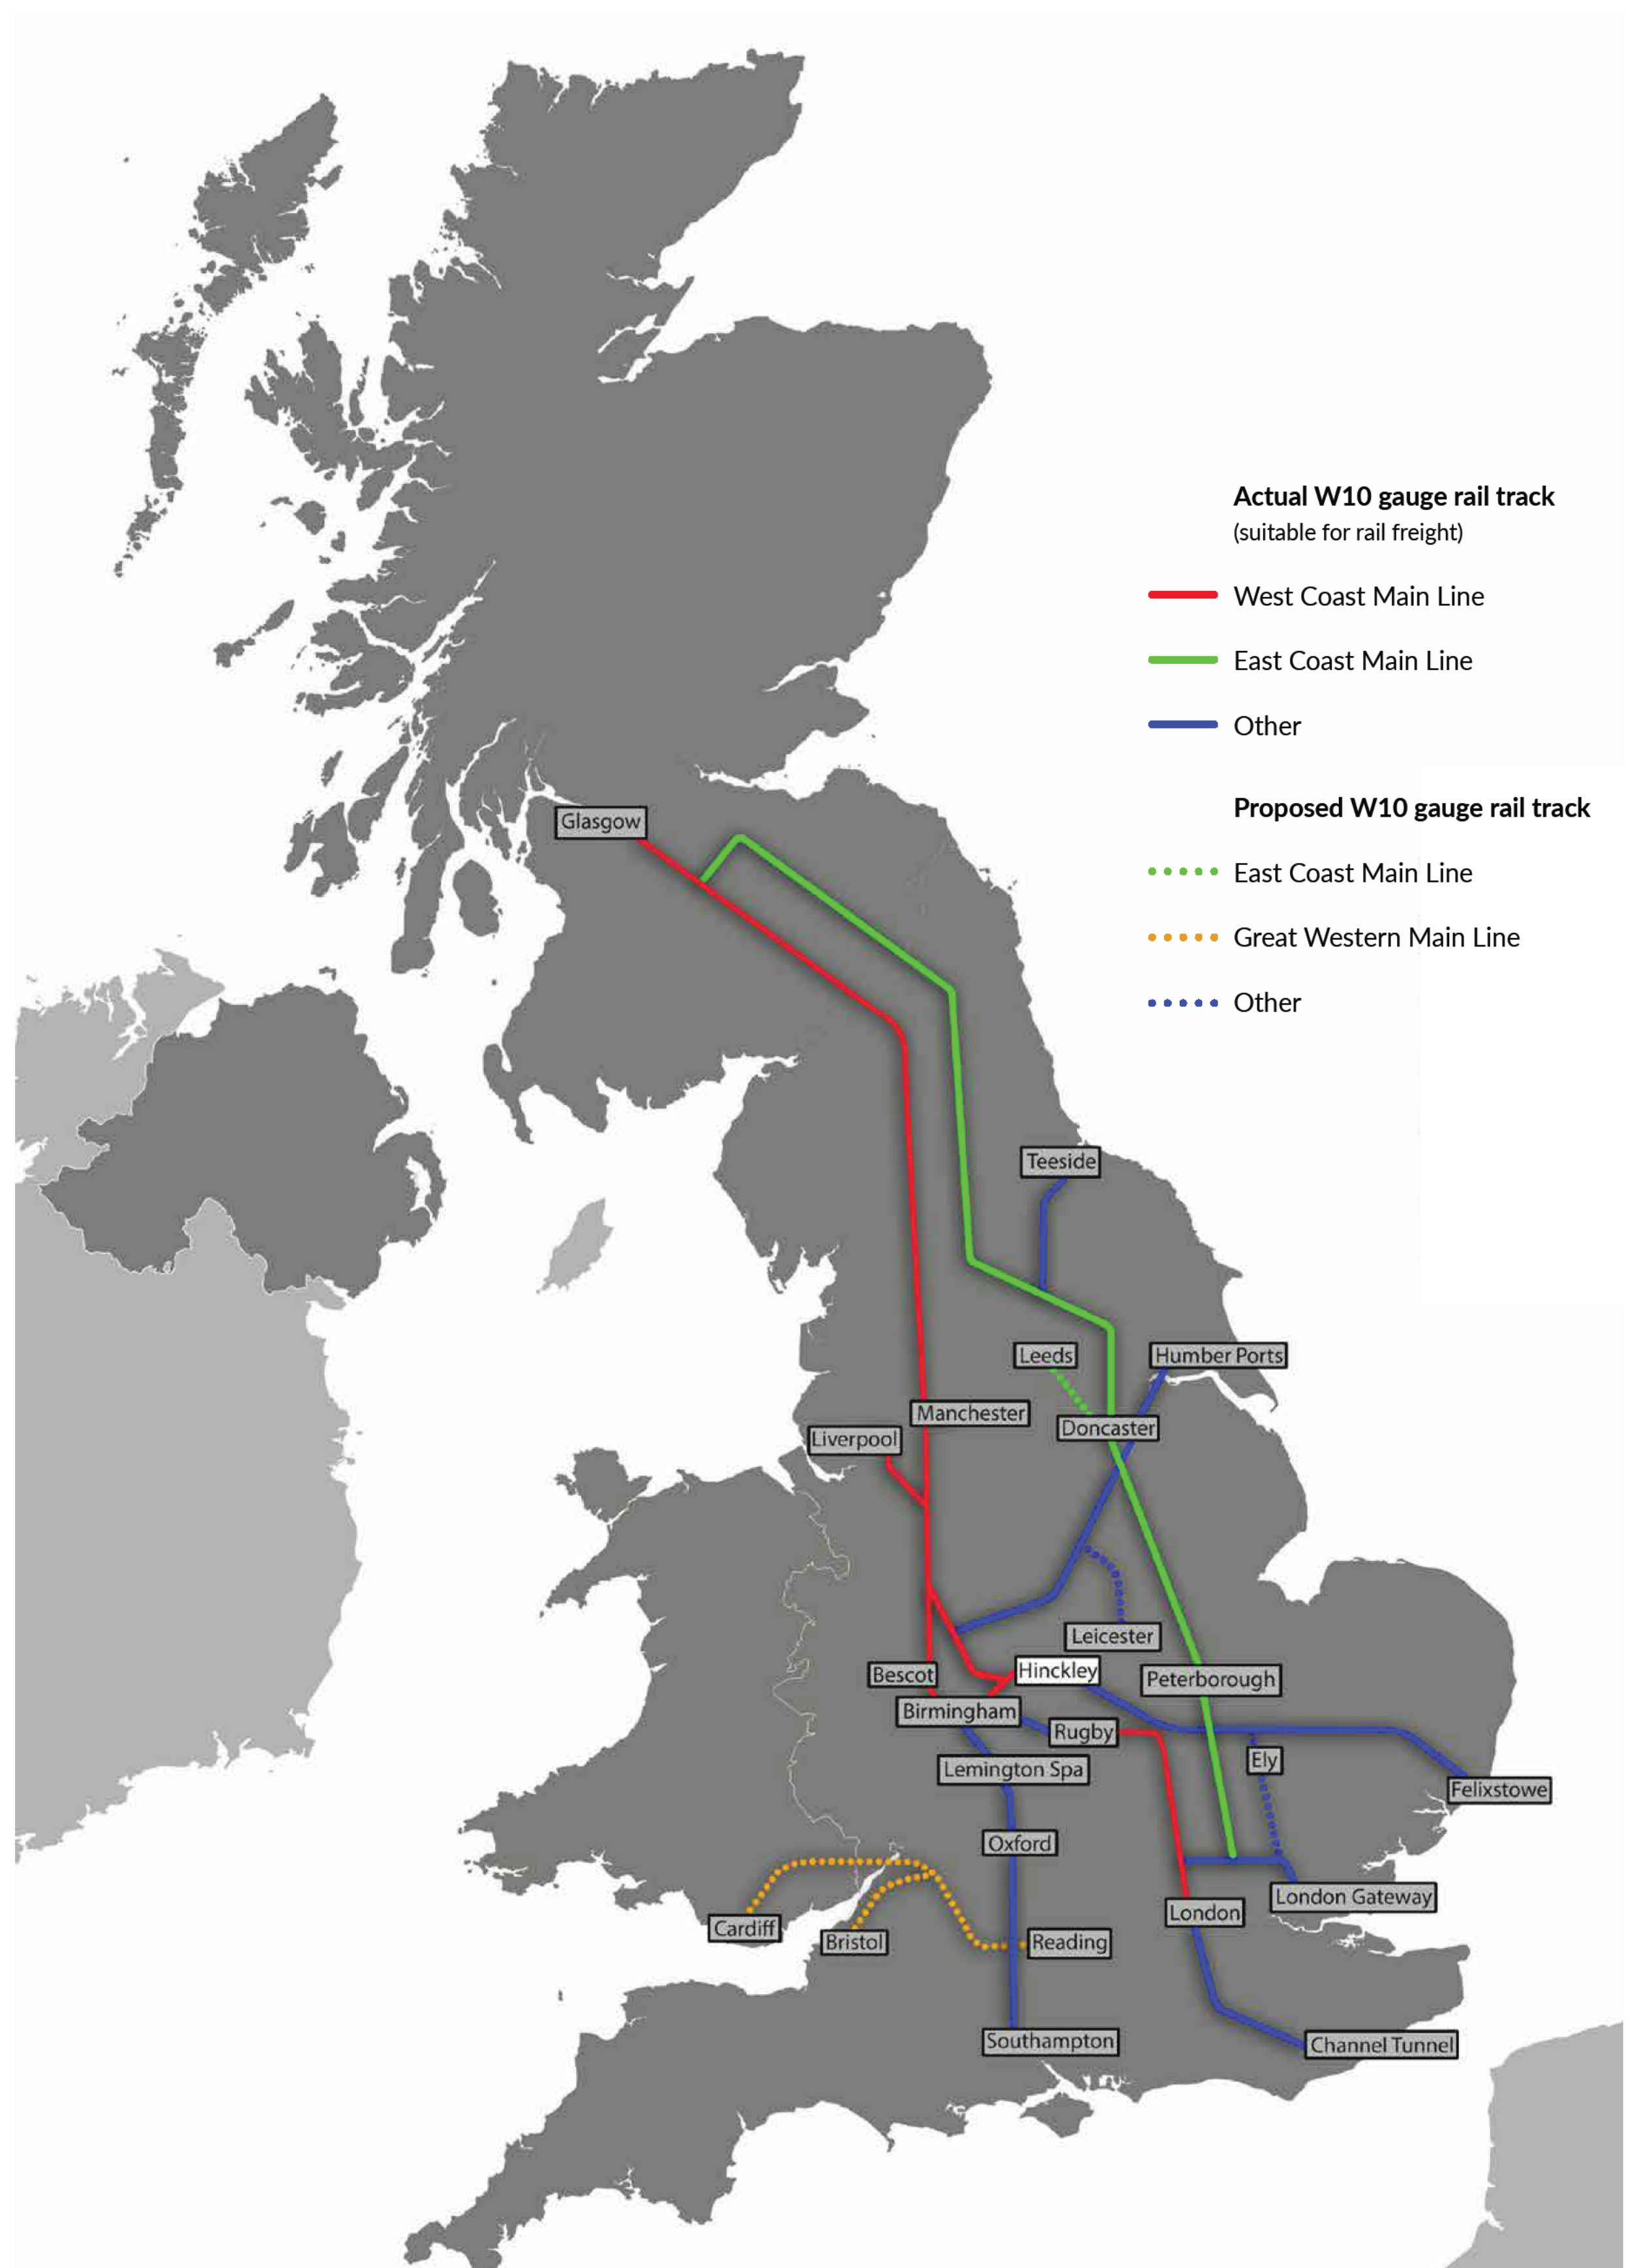 Actual W10 gauge rail track
(suitable for rail freight)
West Coast Main Line
East Coast Main Line
Other
Proposed W10 gauge rail track
East Coast Main Line
Great Western Main Line
Other
Glasgow
Teeside
Leeds
Humber Ports
Manchester
Doncaster
Liverpool
Leicester
Bescot
Hinckley
Peterborough
Birmingham
Rugby
Ely
Lemington Spa
Felixstowe
Oxford
London Gateway
London
Cardiff
Bristol
Reading
Southampton
Channel Tunnel